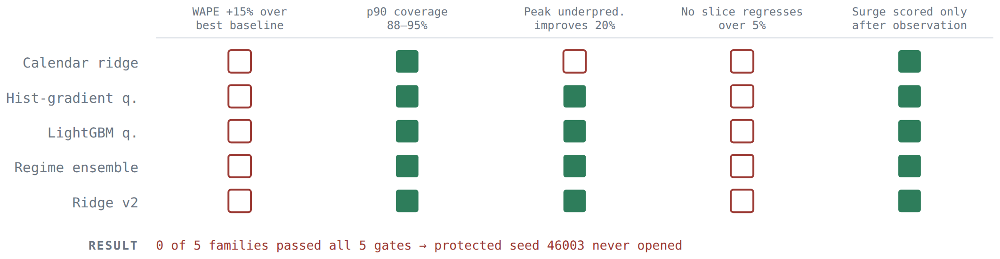 WAPE +15% over
best baseline
p90 coverage
88–95%
Peak underpred.
improves 20%
No slice regresses
over 5%
Surge scored only
after observation
Calendar ridge
Hist-gradient q.
LightGBM q.
Regime ensemble
Ridge v2
RESULT 0 of 5 families passed all 5 gates → protected seed 46003 never opened